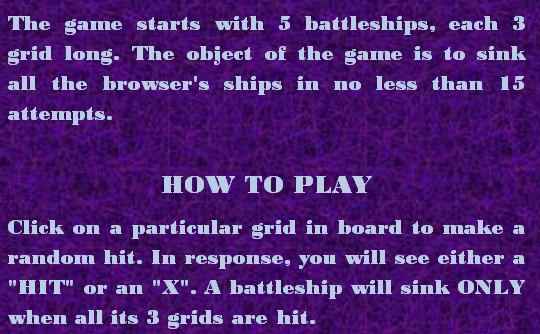 The game starts with 5 battleships, each 3
grid long. The object of the game is to sink
all the browser's ships in no less than 15
attempts.
HOW TO PLAY
Click on a particular grid in board to make a
random hit. In response, you will see either a
"HIT" or an "X". A battleship will sink ONLY
when all its 3 grids are hit.